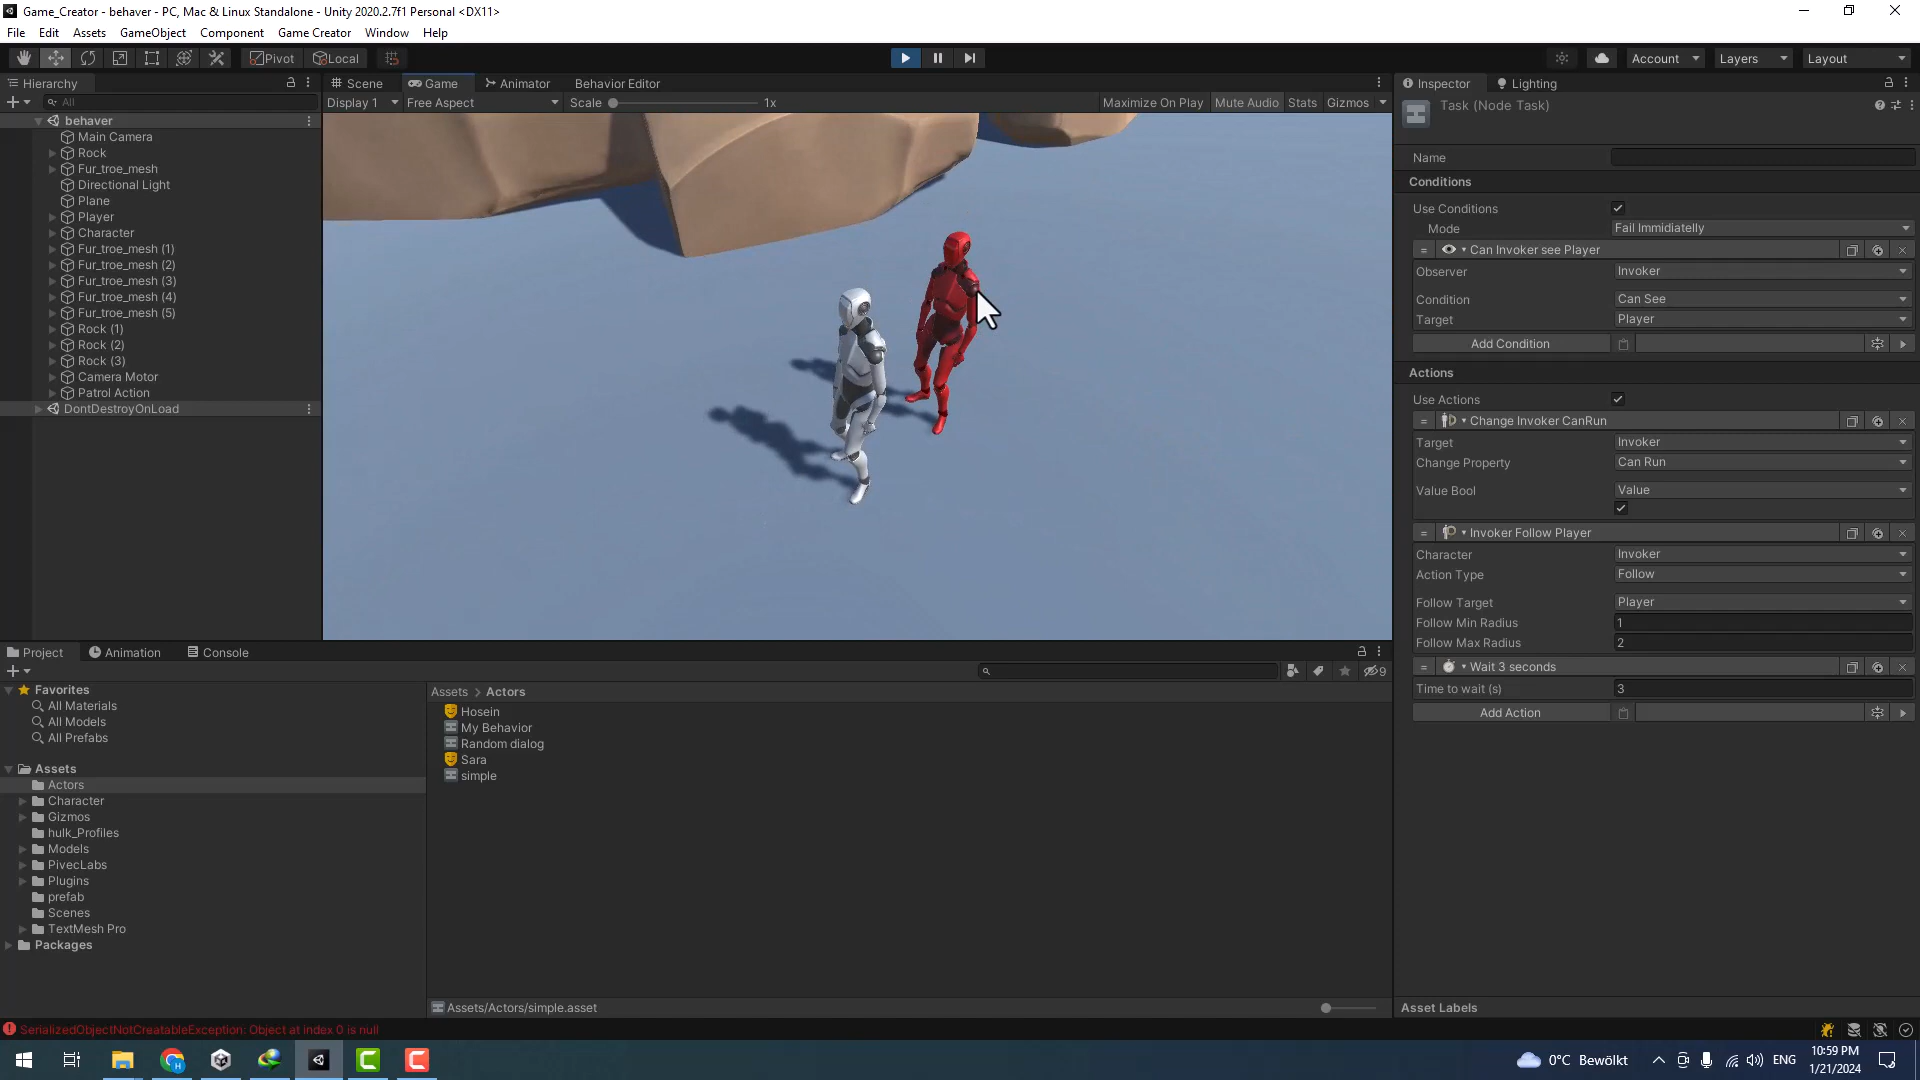 Game_Creator - behaver - PC, Mac & Linux Standalone - Unity 2020.2.7f1 Personal <DX11>
File Edit Assets GameObject Component Game Creator Window Help
Pivot Local Account Layers Layout
Hierarchy
All
behaver
Main Camera
Rock
Fur_troe_mesh
Directional Light
Plane
Player
Character
Fur_troe_mesh (1)
Fur_troe_mesh (2)
Fur_troe_mesh (3)
Fur_troe_mesh (4)
Fur_troe_mesh (5)
Rock (1)
Rock (2)
Rock (3)
Camera Motor
Patrol Action
DontDestroyOnLoad
Scene Game Animator Behavior Editor
Display 1 Free Aspect Scale 1x Maximize On Play Mute Audio Stats Gizmos
Inspector Lighting
Task (Node Task)
Name
Conditions
Use Conditions
Mode Fail Immidiatelly
= Can Invoker see Player
Observer Invoker
Condition Can See
Target Player
Add Condition
Actions
Use Actions
= Change Invoker CanRun
Target Invoker
Change Property Can Run
Value Bool Value
= Invoker Follow Player
Character Invoker
Action Type Follow
Follow Target Player
Follow Min Radius 1
Follow Max Radius 2
= Wait 3 seconds
Time to wait (s) 3
Add Action
Asset Labels
Project Animation Console
9
Favorites
All Materials
All Models
All Prefabs
Assets
Actors
Character
Gizmos
hulk_Profiles
Models
PivecLabs
Plugins
prefab
Scenes
TextMesh Pro
Packages
Assets > Actors
Hosein
My Behavior
Random dialog
Sara
simple
Assets/Actors/simple.asset
SerializedObjectNotCreatableException: Object at index 0 is null
0°C Bewölkt ENG 10:59 PM
1/21/2024